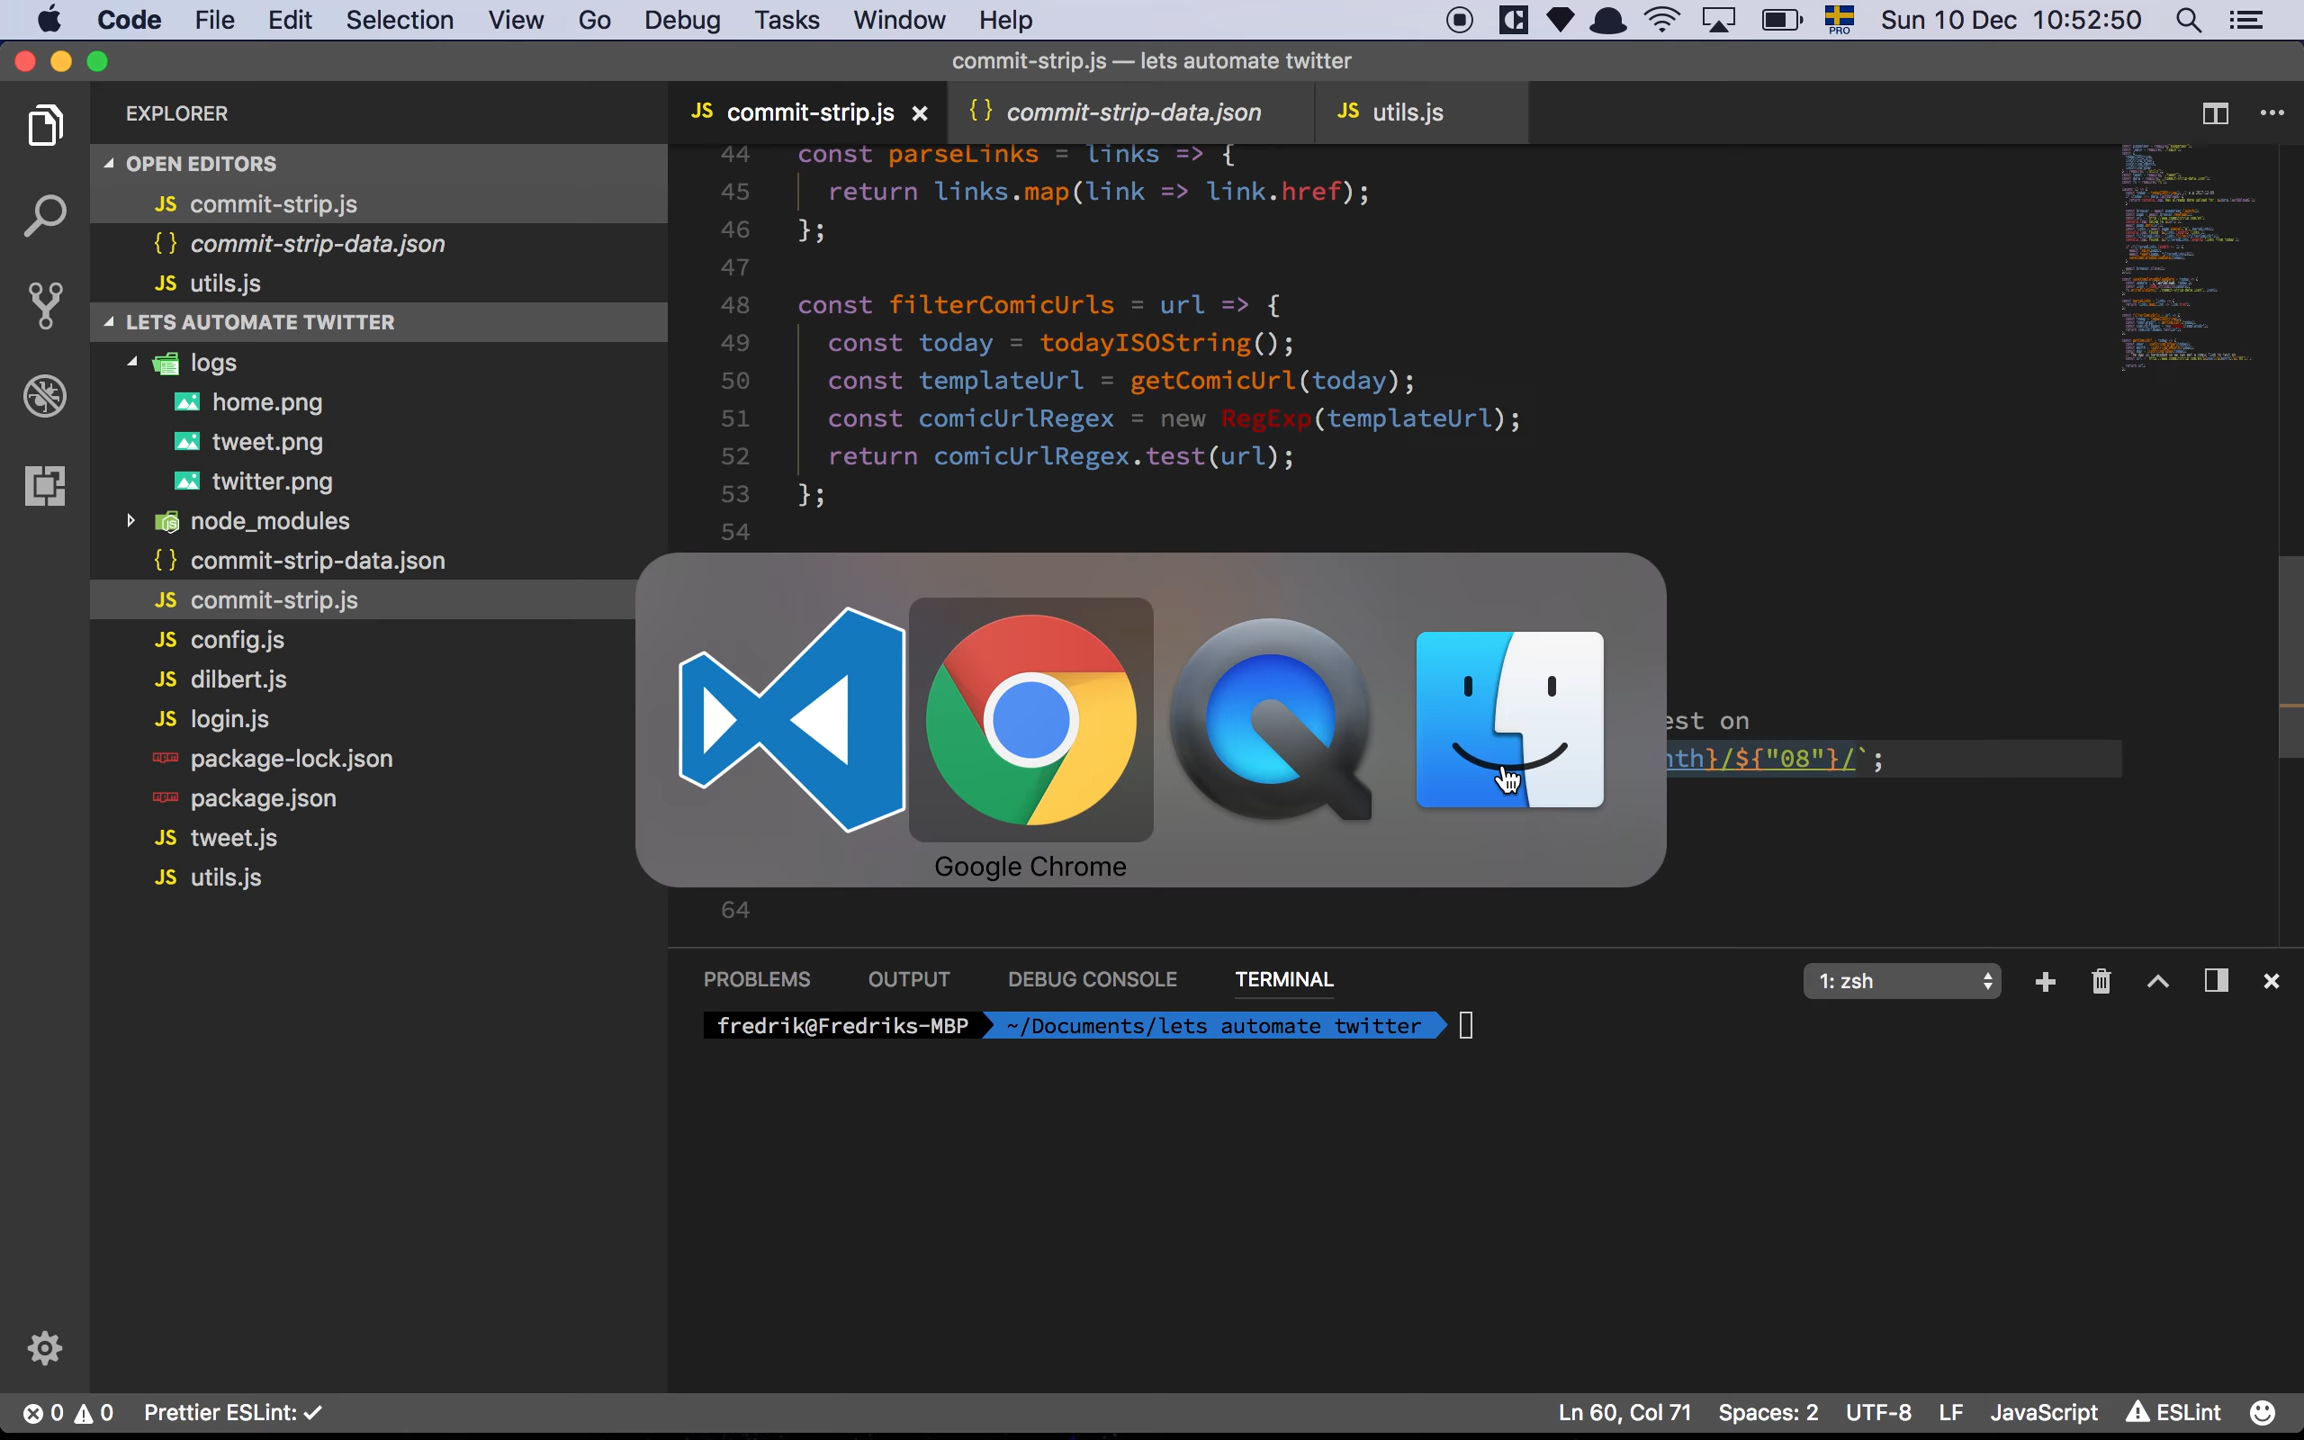 Code File Edit Selection View Go Debug Tasks Window Help
PRO
Sun 10 Dec 10:52:50
commit-strip.js — lets automate twitter
EXPLORER
OPEN EDITORS
JS commit-strip.js
{ } commit-strip-data.json
JS utils.js
LETS AUTOMATE TWITTER
logs
home.png
tweet.png
twitter.png
node_modules
{ } commit-strip-data.json
JS commit-strip.js
JS config.js
JS dilbert.js
JS login.js
package-lock.json
package.json
JS tweet.js
JS utils.js
JS commit-strip.js × { } commit-strip-data.json JS utils.js
44 const parseLinks = links => {
45 return links.map(link => link.href);
46 };
47
48 const filterComicUrls = url => {
49 const today = todayISOString();
50 const templateUrl = getComicUrl(today);
51 const comicUrlRegex = new RegExp(templateUrl);
52 return comicUrlRegex.test(url);
53 };
54
est on
nth}/${"08"}/`;
Google Chrome
64
PROBLEMS OUTPUT DEBUG CONSOLE TERMINAL
1: zsh
fredrik@Fredriks-MBP ~/Documents/lets automate twitter
0 0 Prettier ESLint: ✓
Ln 60, Col 71 Spaces: 2 UTF-8 LF JavaScript ESLint